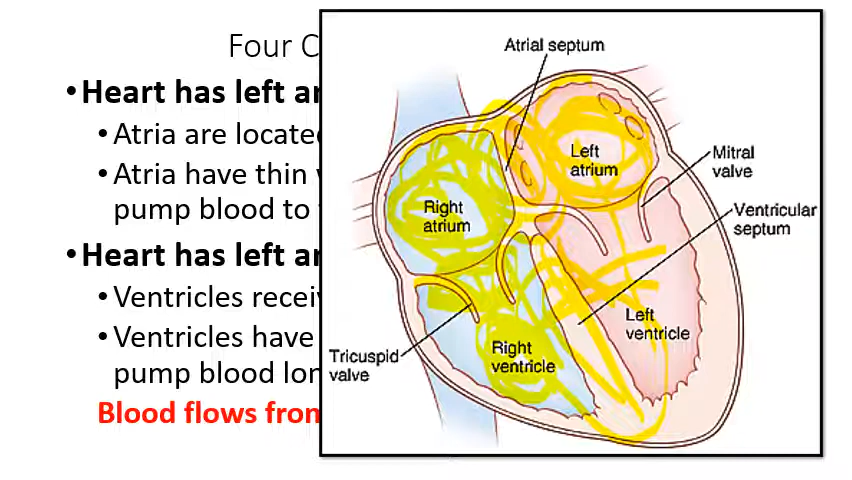 Four C
•Heart has left an
•Atria are located
•Atria have thin w
pump blood to
•Heart has left an
•Ventricles receiv
•Ventricles have
pump blood lon
Blood flows from
Atrial septum
Left
atrium
Mitral
valve
Right
atrium
Ventricular
septum
Left
ventricle
Right
ventricle
Tricuspid
valve